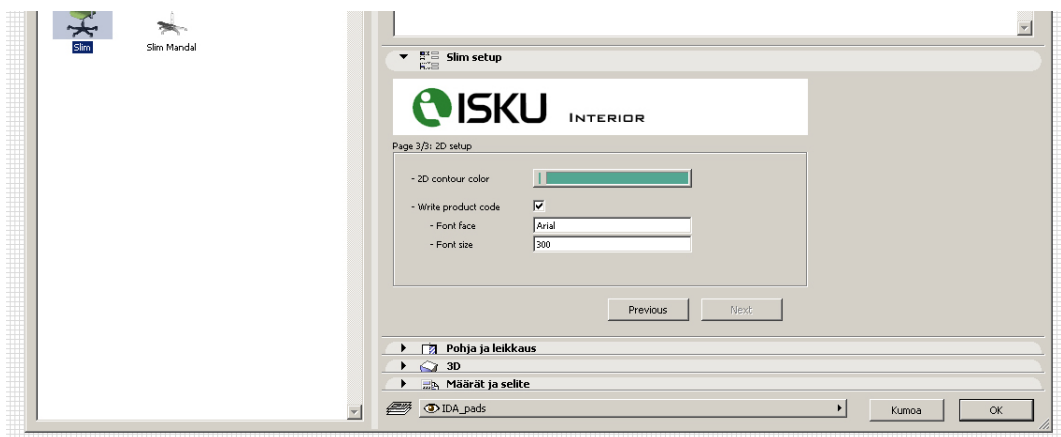 Slim
Slim Mandal
Slim setup
ISKU INTERIOR
Page 3/3: 2D setup
- 2D contour color
- Write product code
- Font face
Arial
- Font size
300
Previous
Next
Pohja ja leikkaus
3D
Määrät ja selite
IDA_pads
Kumoa
OK